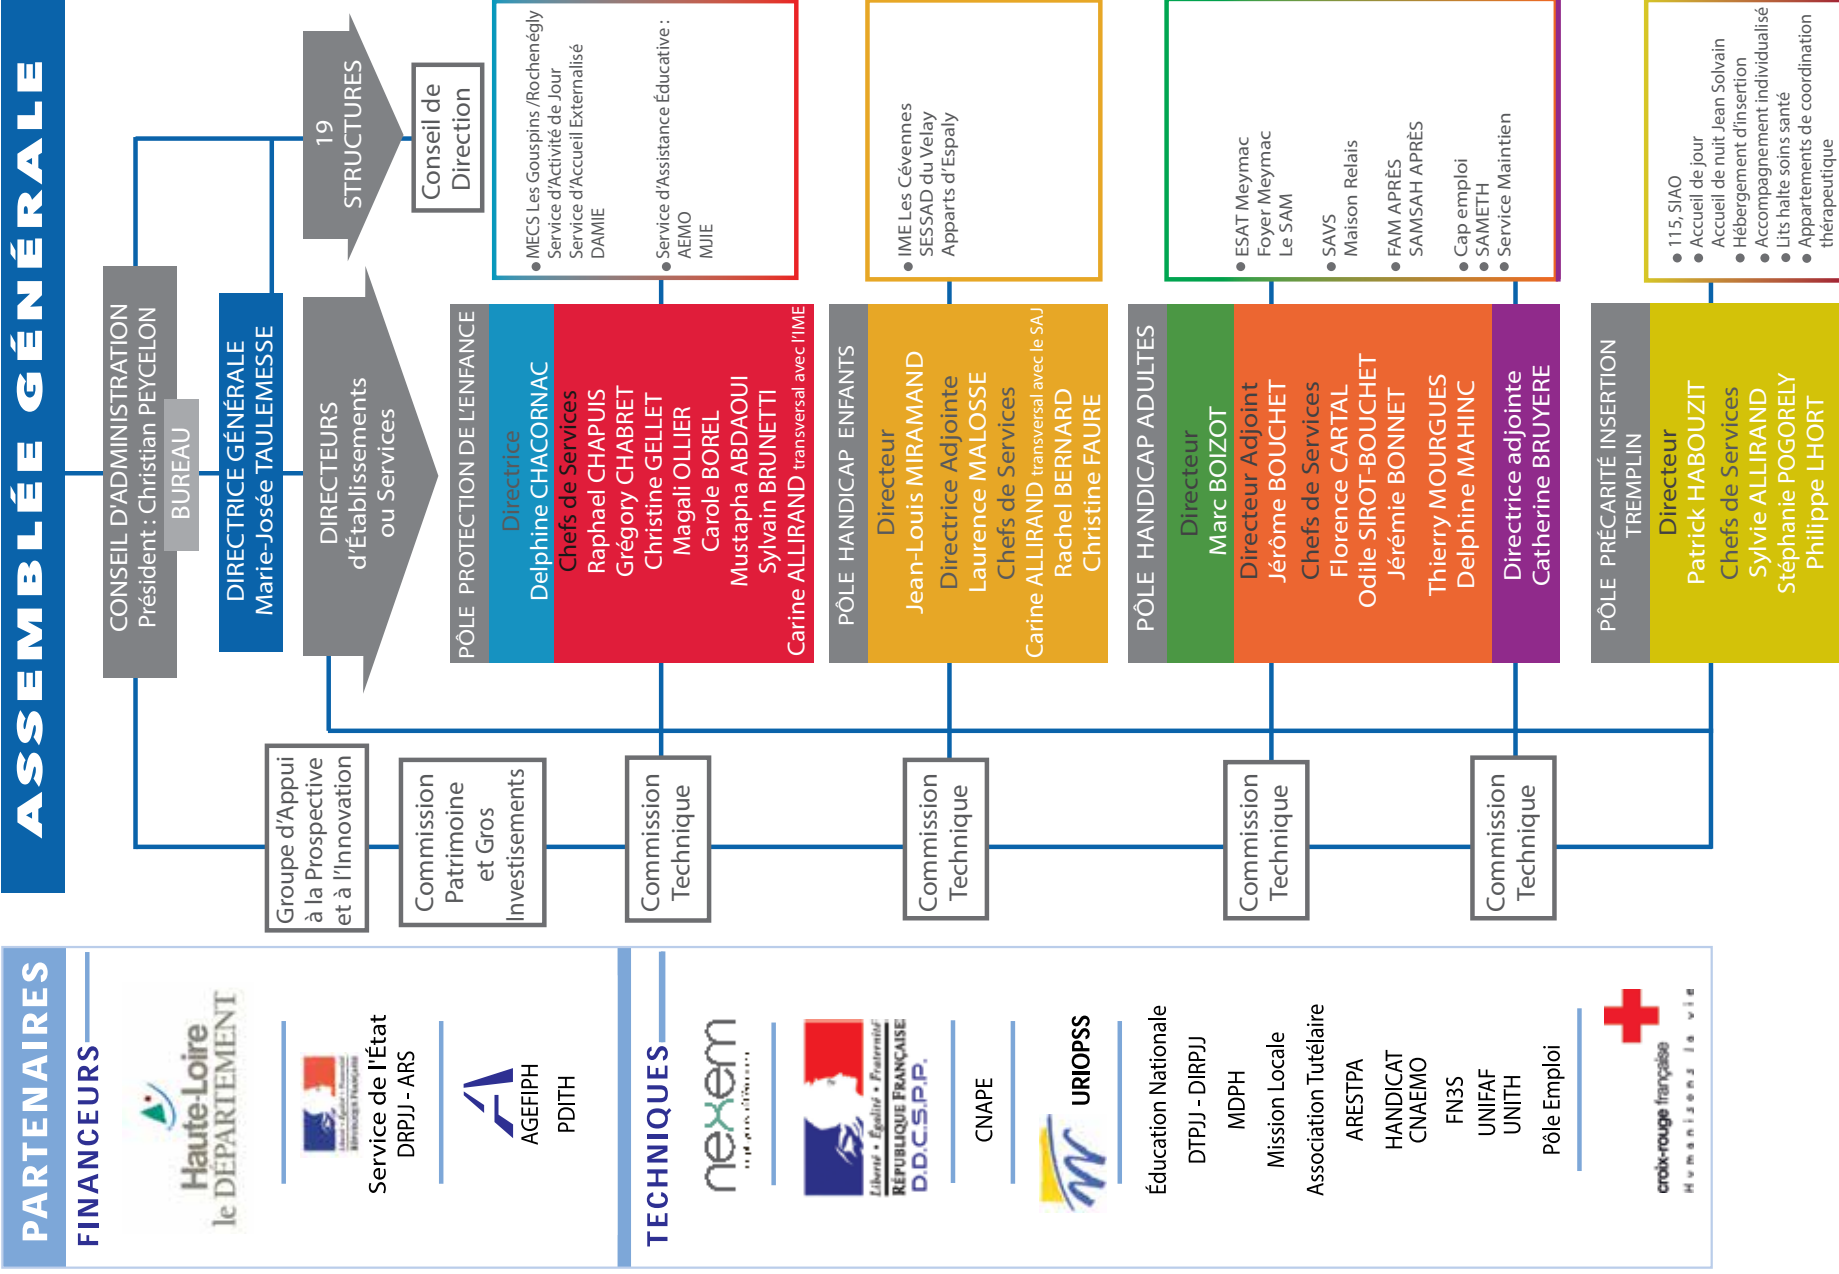 ASSEMBLÉE GÉNÉRALE
CONSEIL D'ADMINISTRATION
Président : Christian PEYCELON
BUREAU
DIRECTRICE GÉNÉRALE
Marie-Josée TAULEMESSE
DIRECTEURS
d'Établissements
ou Services
19
STRUCTURES
Conseil de
Direction
Groupe d'Appui
à la Prospective
et à l'Innovation
Commission
Patrimoine
et Gros
Investisements
Commission
Technique
PÔLE PROTECTION DE L'ENFANCE
Directrice
Delphine CHACORNAC
Chefs de Services
Raphael CHAPUIS
Grégory CHABRET
Christine GELLET
Magali OLLIER
Carole BOREL
Mustapha ABDAOUI
Sylvain BRUNETTI
Carine ALLIRAND transversal avec l'IME
● MECS Les Gouspins /Rochenégly
Service d'Activité de Jour
Service d'Accueil Externalisé
DAMIE
● Service d'Assistance Éducative :
AEMO
MJIE
Commission
Technique
PÔLE HANDICAP ENFANTS
Directeur
Jean-Louis MIRAMAND
Directrice Adjointe
Laurence MALOSSE
Chefs de Services
Carine ALLIRAND transversal avec le SAJ
Rachel BERNARD
Christine FAURE
● IME Les Cévennes
SESSAD du Velay
Apparts d'Espaly
Commission
Technique
PÔLE HANDICAP ADULTES
Directeur
Marc BOIZOT
Directeur Adjoint
Jérôme BOUCHET
Chefs de Services
Florence CARTAL
Odile SIROT-BOUCHET
Jérémie BONNET
Thierry MOURGUES
Delphine MAHINC
Directrice adjointe
Catherine BRUYERE
● ESAT Meymac
Foyer Meymac
Le SAM
● SAVS
Maison Relais
● FAM APRÈS
SAMSAH APRÈS
● Cap emploi
● SAMETH
● Service Maintien
Commission
Technique
PÔLE PRÉCARITÉ INSERTION
TREMPLIN
Directeur
Patrick HABOUZIT
Chefs de Services
Sylvie ALLIRAND
Stéphanie POGORELY
Philippe LHORT
● 115, SIAO
● Accueil de jour
Accueil de nuit Jean Solvain
● Hébergement d'insertion
● Accompagnement individualisé
● Lits halte soins santé
● Appartements de coordination
thérapeutique
PARTENAIRES
FINANCEURS
Haute-Loire
le DÉPARTEMENT
Liberté • Égalité • Fraternité
RÉPUBLIQUE FRANÇAISE
Service de l'État
DRPJJ - ARS
AGEFIPH
PDITH
TECHNIQUES
nexem
Liberté • Égalité • Fraternité
RÉPUBLIQUE FRANÇAISE
D.D.C.S.P.P.
CNAPE
URIOPSS
Éducation Nationale
DTPJJ - DIRPJJ
MDPH
Mission Locale
Association Tutélaire
ARESTPA
HANDICAT
CNAEMO
FN3S
UNIFAF
UNITH
Pôle Emploi
croix-rouge française
Humanisons la vie